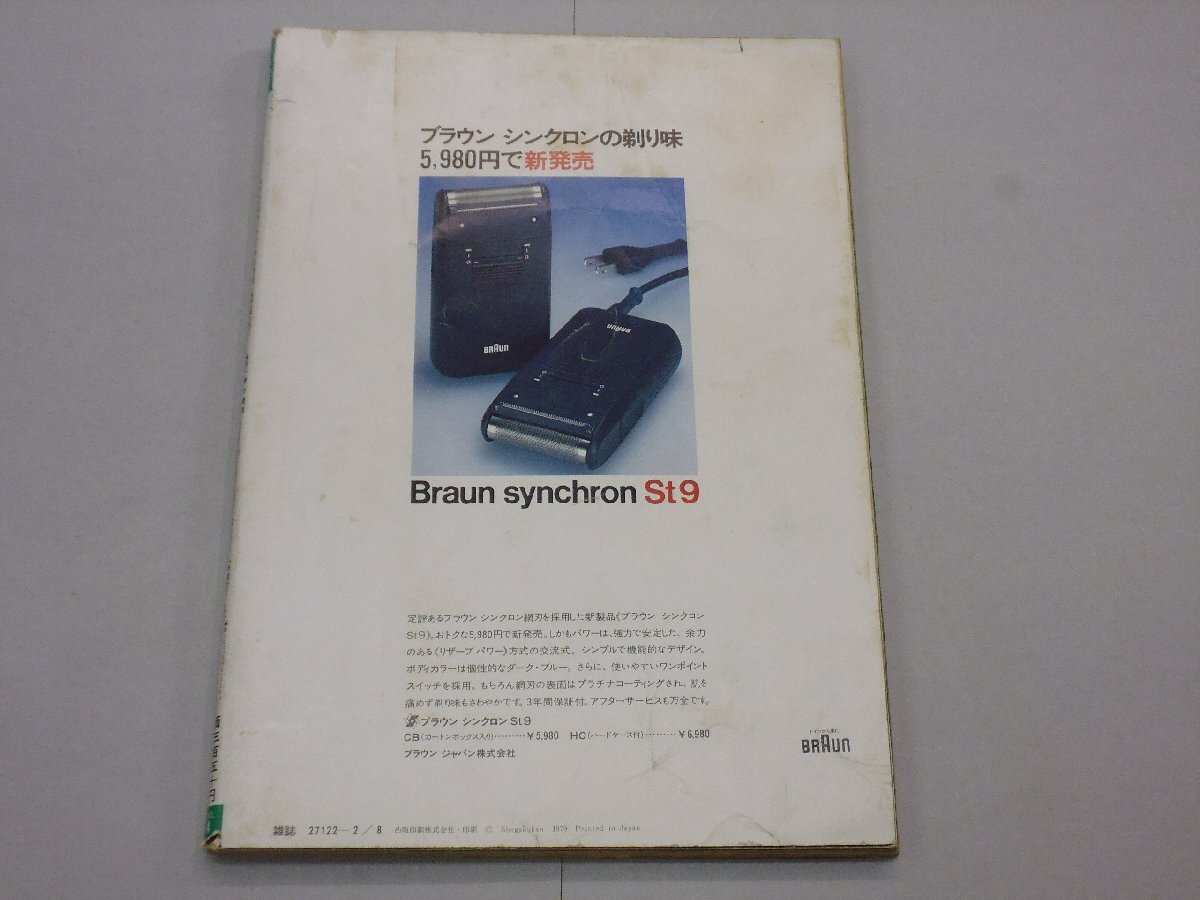 ブラウン シンクロンの剃り味
5,980円で新発売
BRAUN
BRAUN
Braun synchron St9
定評あるブラウン シンクロン網刃を採用した新製品〈ブラウン シンクロン
St9〉。おトクな5,980円で新発売。しかもパワーは、強力で安定した、余力
のある〈リザーブ パワー〉方式の交流式。シンプルで機能的なデザイン。
ボディカラーは個性的なダーク・ブルー。さらに、使いやすいワンポイント
スイッチを採用。もちろん網刃の表面はプラチナコーティングされ、肌を
痛めず剃り味もさわやかです。3年間保証付。アフターサービスも万全です。
ブラウン シンクロン St9
CB(カートンボックス入り)………¥5,980 HC(ハードケース付)………¥6,980
ブラウン ジャパン株式会社
BRAUN
雑誌 27122―2/8 凸版印刷株式会社・印刷 © Shogakukan 1979 Printed in Japan